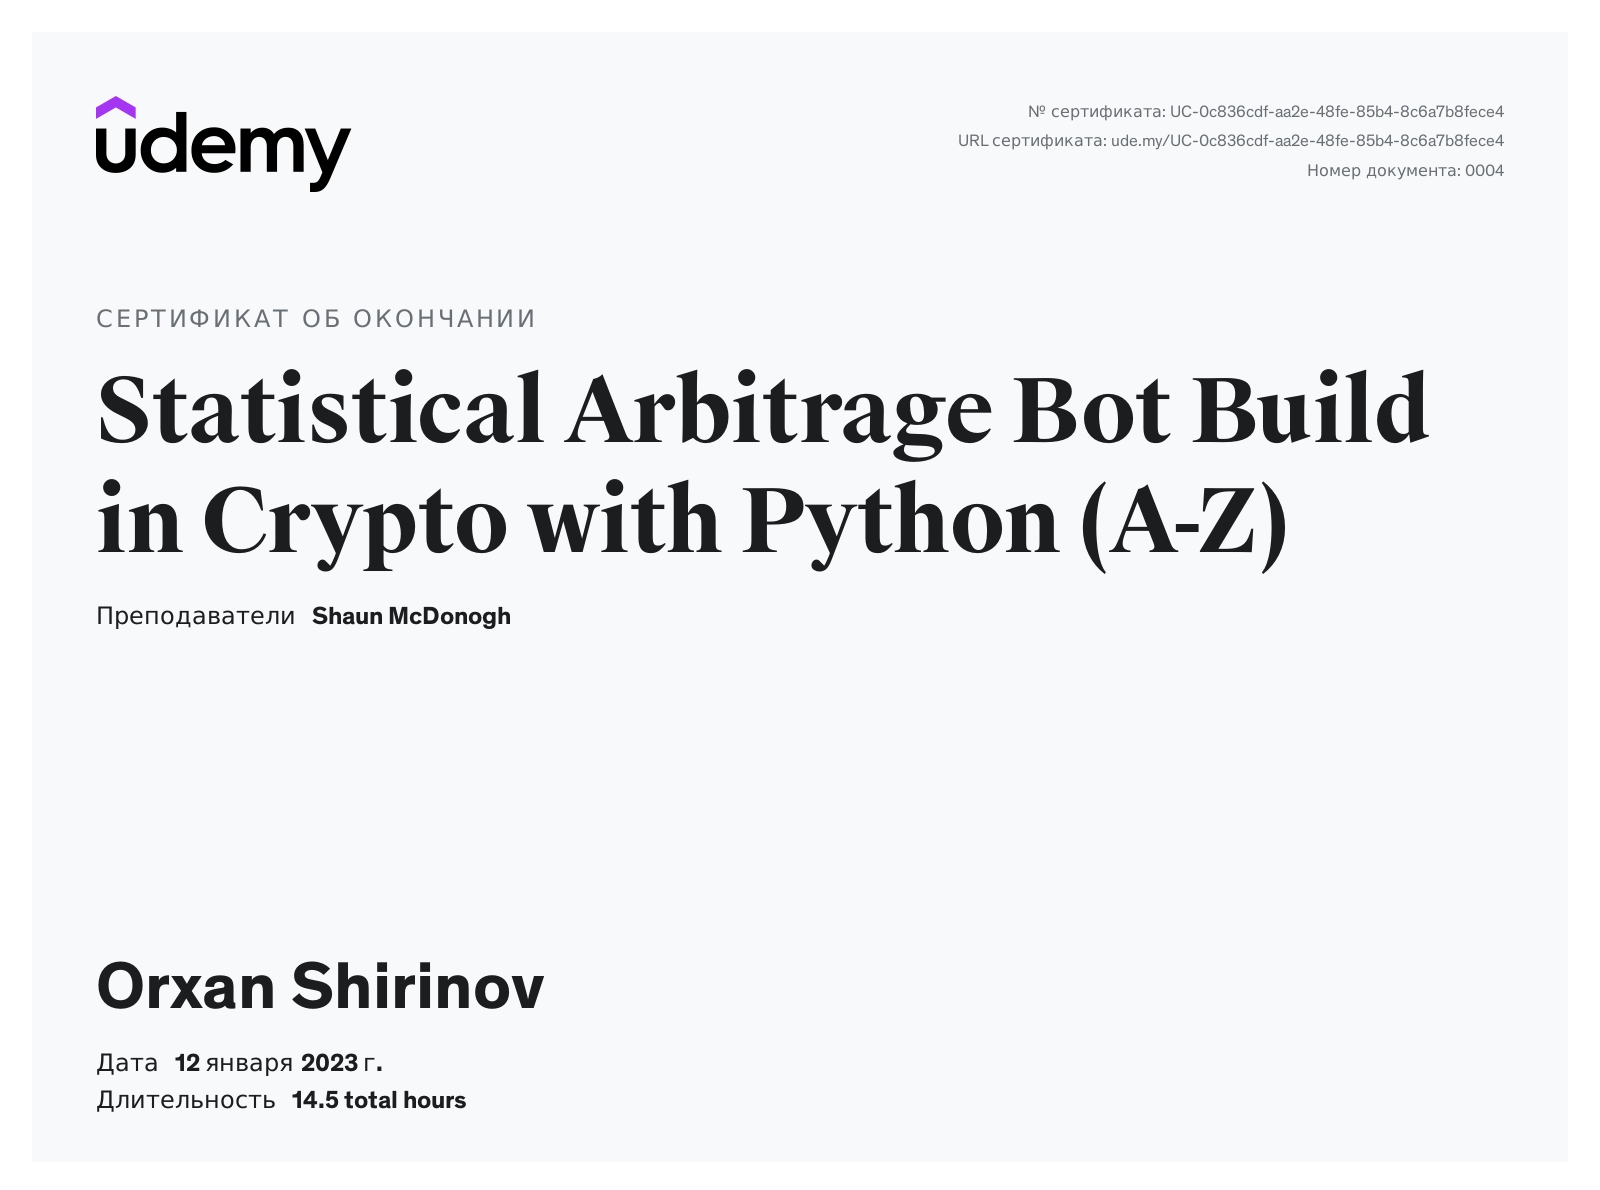 udemy
№ сертификата: UC-0c836cdf-aa2e-48fe-85b4-8c6a7b8fece4
URL сертификата: ude.my/UC-0c836cdf-aa2e-48fe-85b4-8c6a7b8fece4
Номер документа: 0004
СЕРТИФИКАТ ОБ ОКОНЧАНИИ
Statistical Arbitrage Bot Build
in Crypto with Python (A-Z)
Преподаватели Shaun McDonogh
Orxan Shirinov
Дата 12 января 2023 г.
Длительность 14.5 total hours